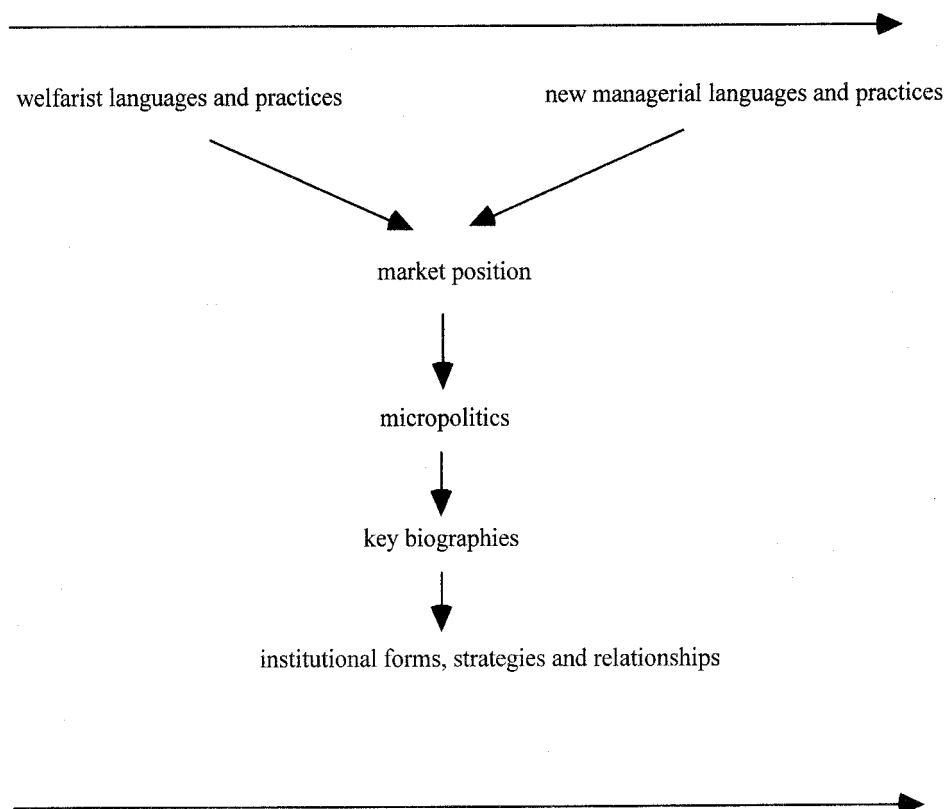 welfarist languages and practices
new managerial languages and practices
market position
micropolitics
key biographies
institutional forms, strategies and relationships